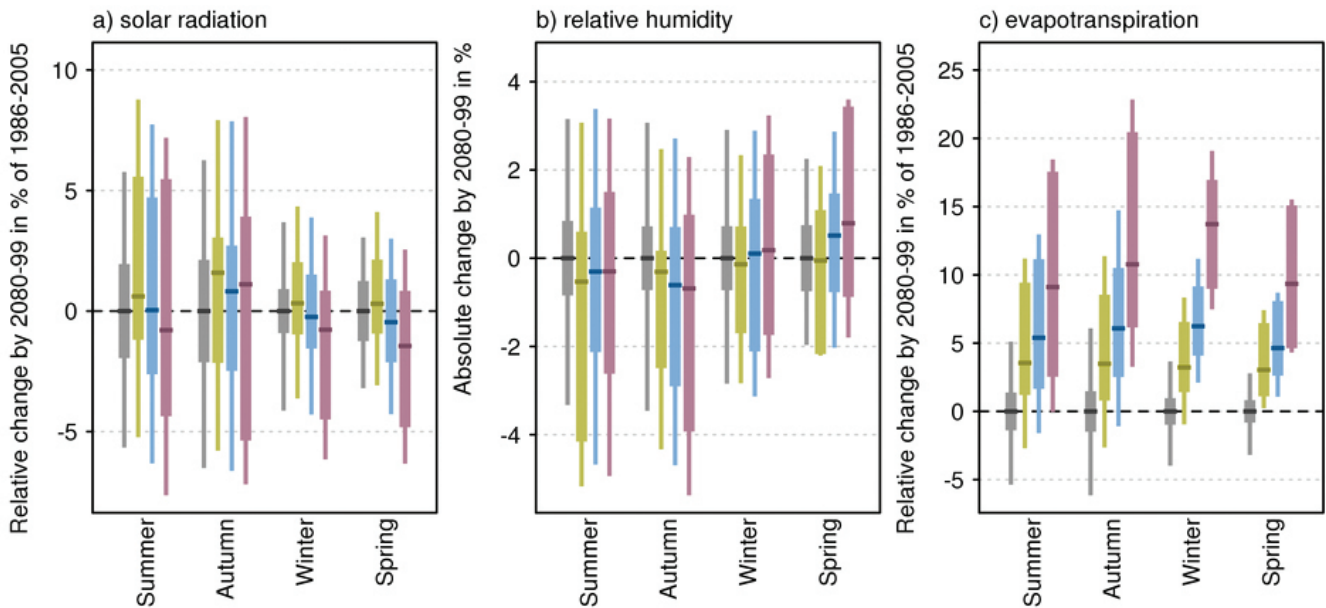 a) solar radiation
Relative change by 2080-99 in % of 1986-2005
10
5
0
-5
Summer
Autumn
Winter
Spring
b) relative humidity
Absolute change by 2080-99 in %
4
2
0
-2
-4
Summer
Autumn
Winter
Spring
c) evapotranspiration
Relative change by 2080-99 in % of 1986-2005
25
20
15
10
5
0
-5
Summer
Autumn
Winter
Spring